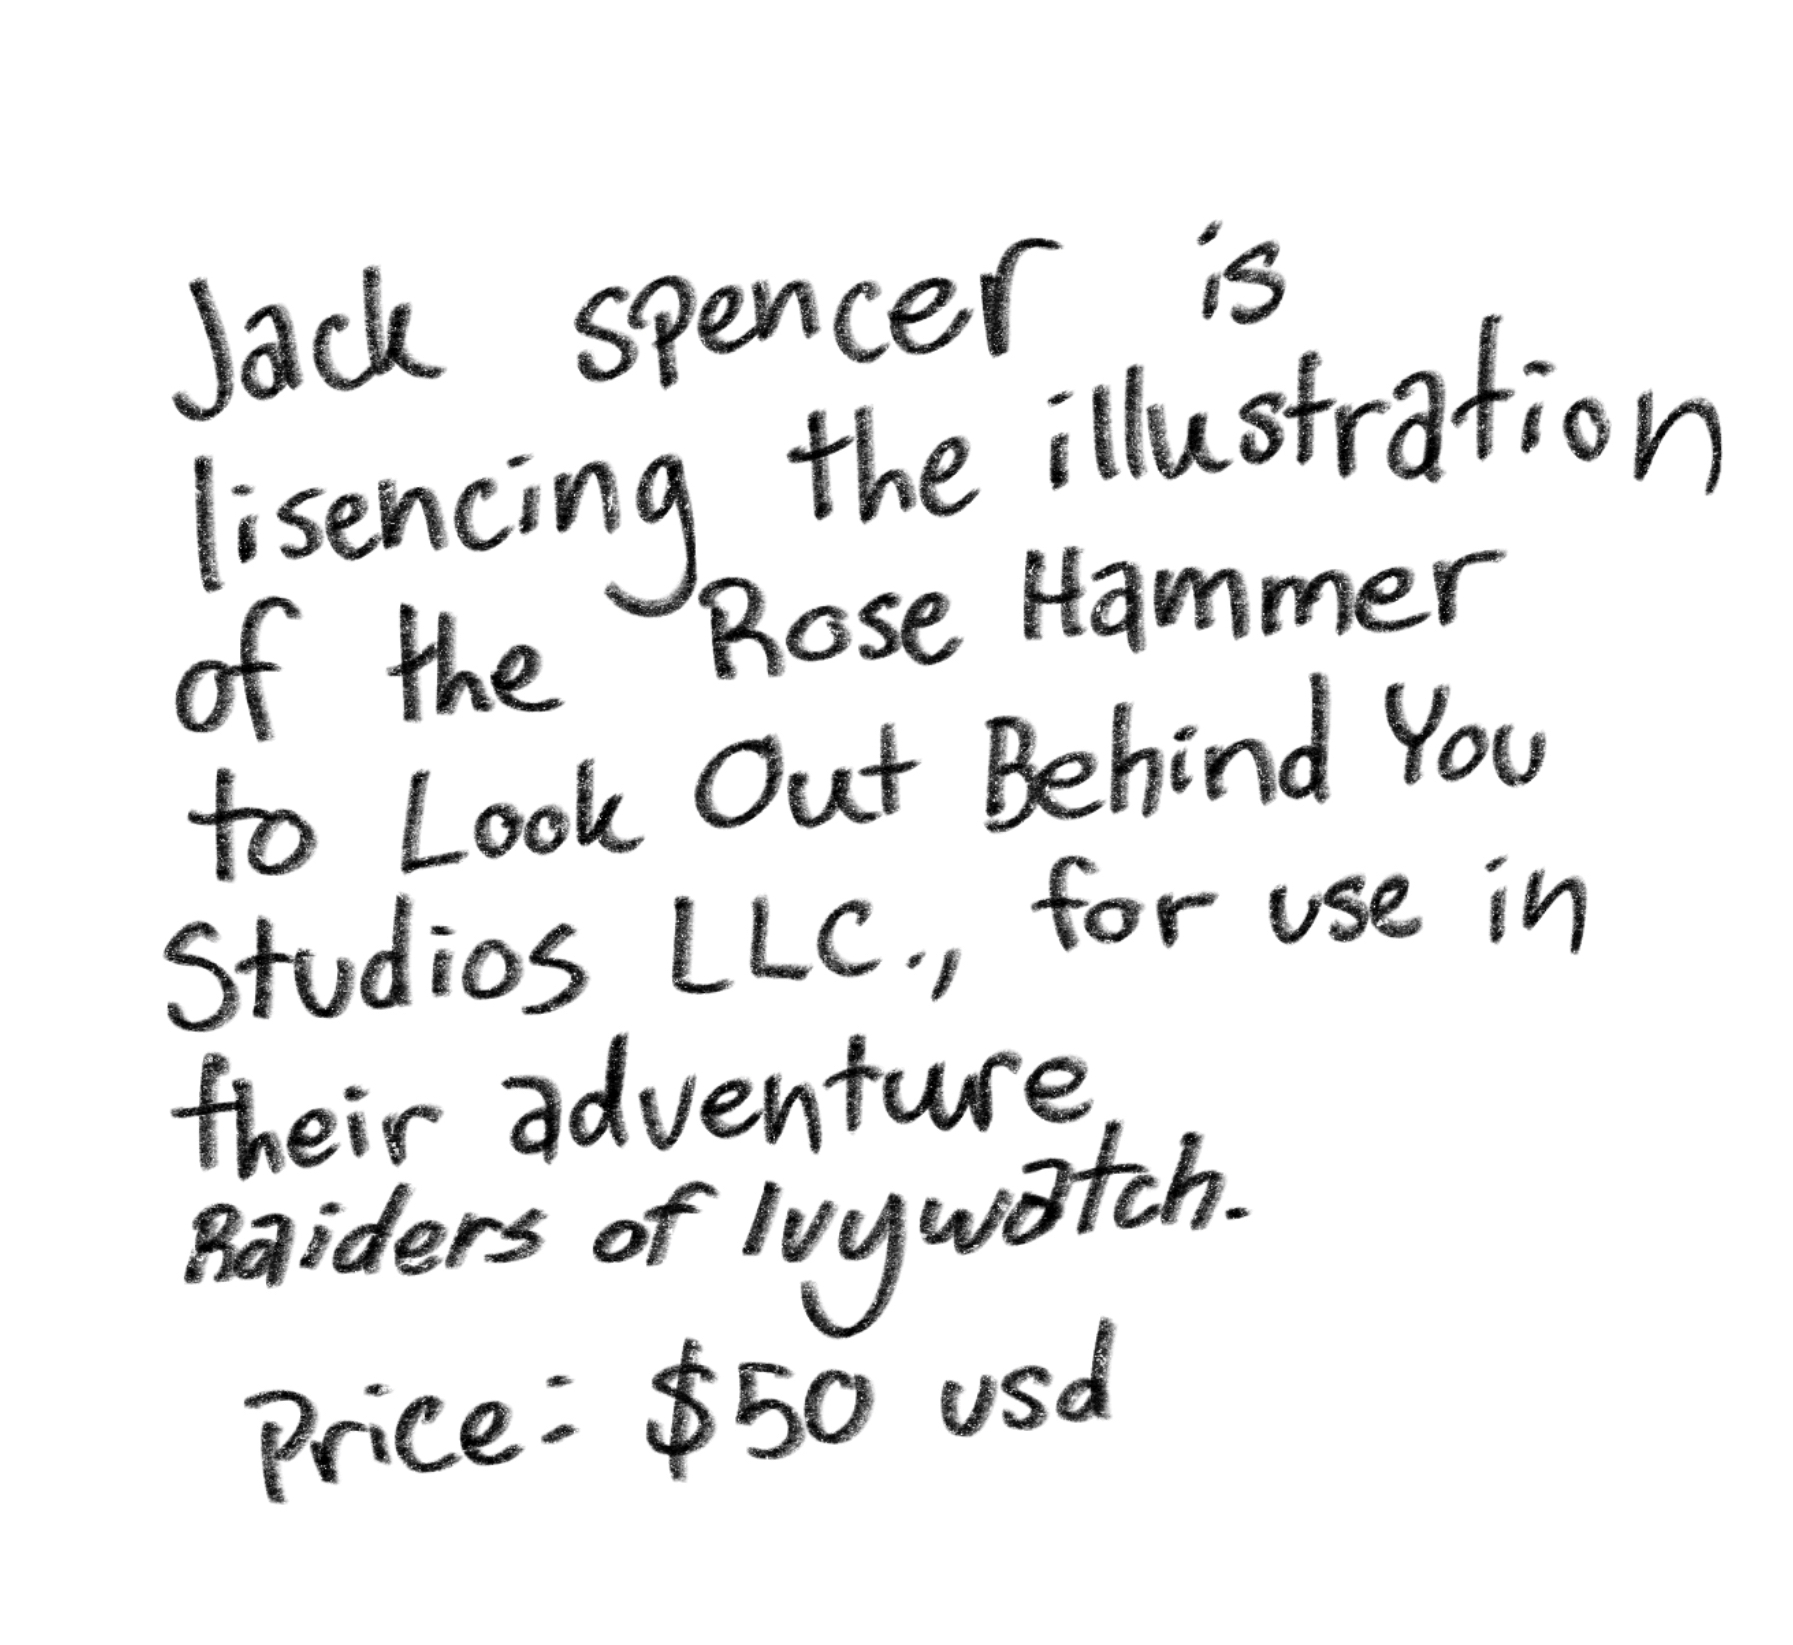 Jack spencer is
lisencing the illustration
of the Rose Hammer
to Look Out Behind You
Studios LLC., for use in
their adventure
Raiders of Ivywatch.
Price: $50 usd